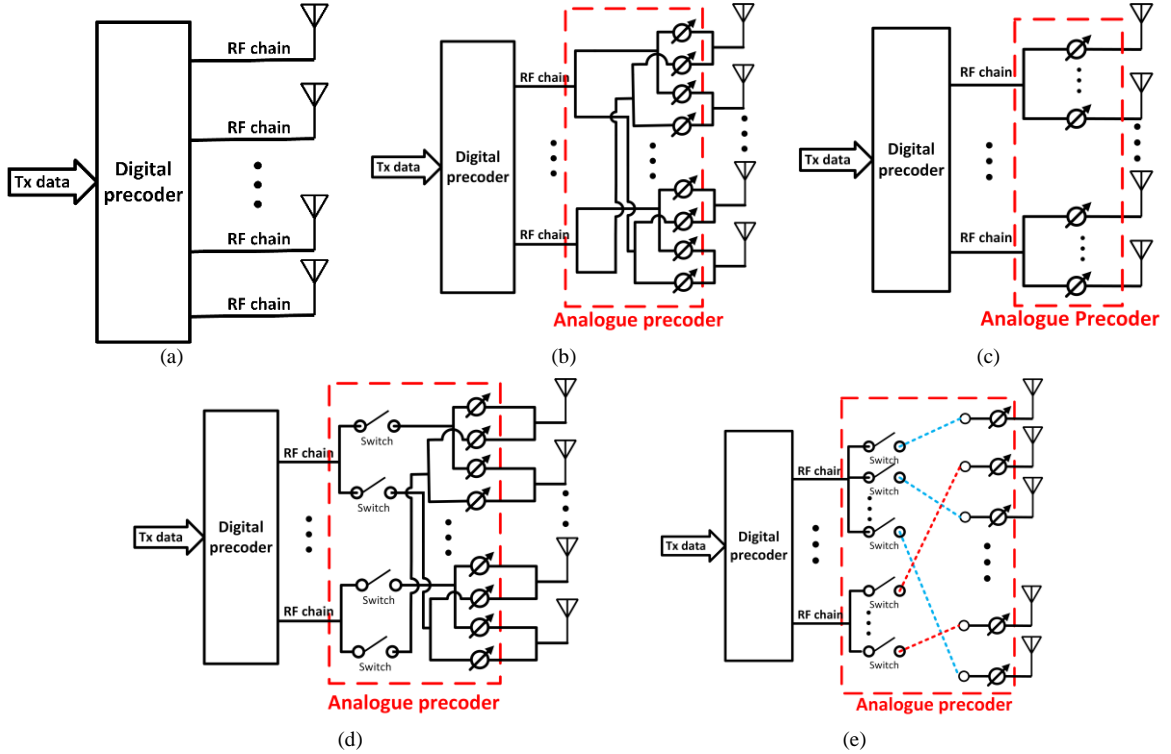 RF chain
RF chain
RF chain
RF chain
Tx data
Digital
precoder
(a)
RF chain
RF chain
Tx data
Digital
precoder
Analogue precoder
(b)
RF chain
RF chain
Tx data
Digital
precoder
Analogue Precoder
(c)
RF chain
RF chain
Tx data
Digital
precoder
Switch
Switch
Switch
Switch
Analogue precoder
(d)
RF chain
RF chain
Tx data
Digital
precoder
Switch
Switch
Switch
Switch
Switch
Analogue precoder
(e)